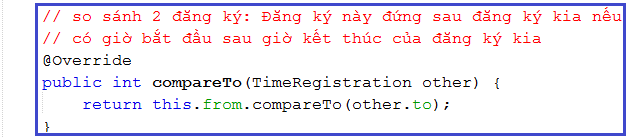 // so sánh 2 đăng ký: Đăng ký này đứng sau đăng ký kia nếu
// có giờ bắt đầu sau giờ kết thúc của đăng ký kia
@Override
public int compareTo(TimeRegistration other) {
    return this.from.compareTo(other.to);
}